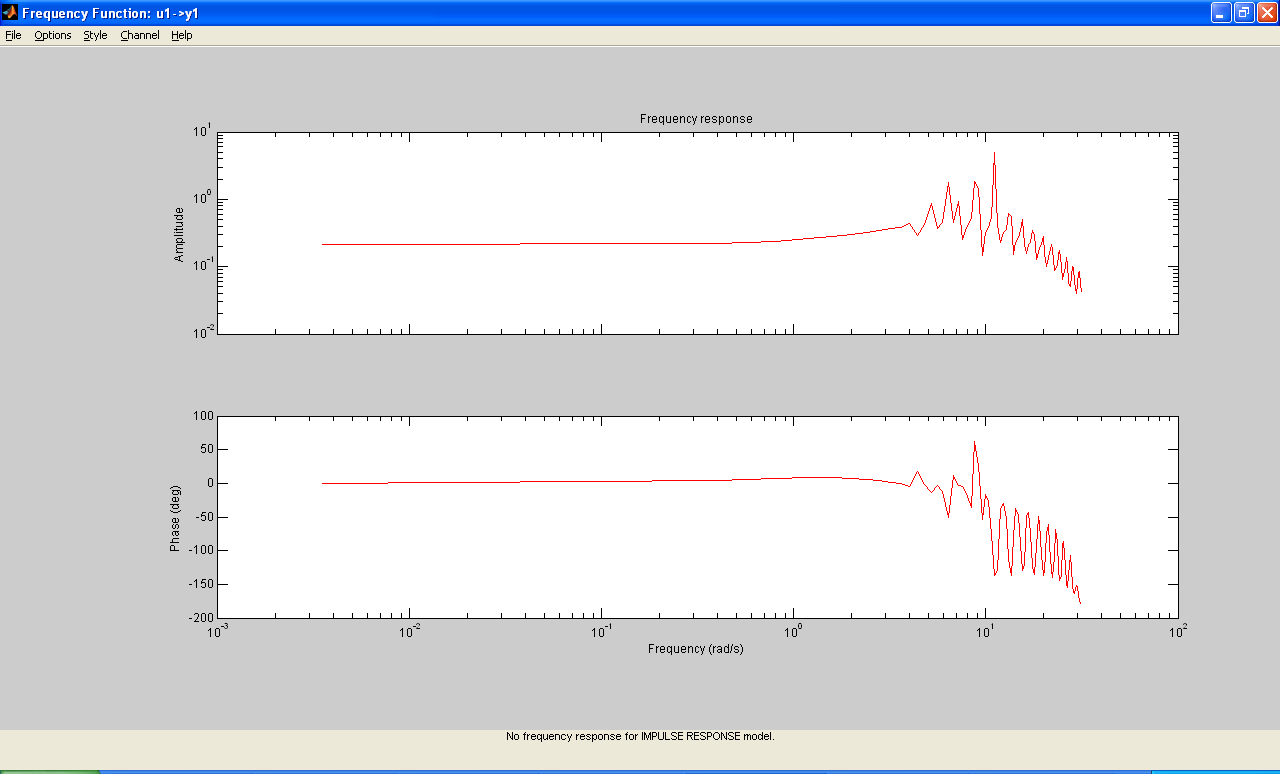 Frequency Function: u1->y1
File Options Style Channel Help
Frequency response
10^1
10^0
10^-1
10^-2
Amplitude
100
50
0
-50
-100
-150
-200
Phase (deg)
10^-3 10^-2 10^-1 10^0 10^1 10^2
Frequency (rad/s)
No frequency response for IMPULSE RESPONSE model.